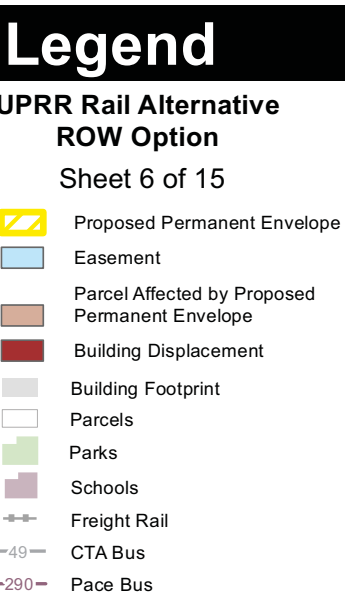 Legend
UPRR Rail Alternative
ROW Option
Sheet 6 of 15
Proposed Permanent Envelope
Easement
Parcel Affected by Proposed
Permanent Envelope
Building Displacement
Building Footprint
Parcels
Parks
Schools
Freight Rail
49 CTA Bus
290 Pace Bus